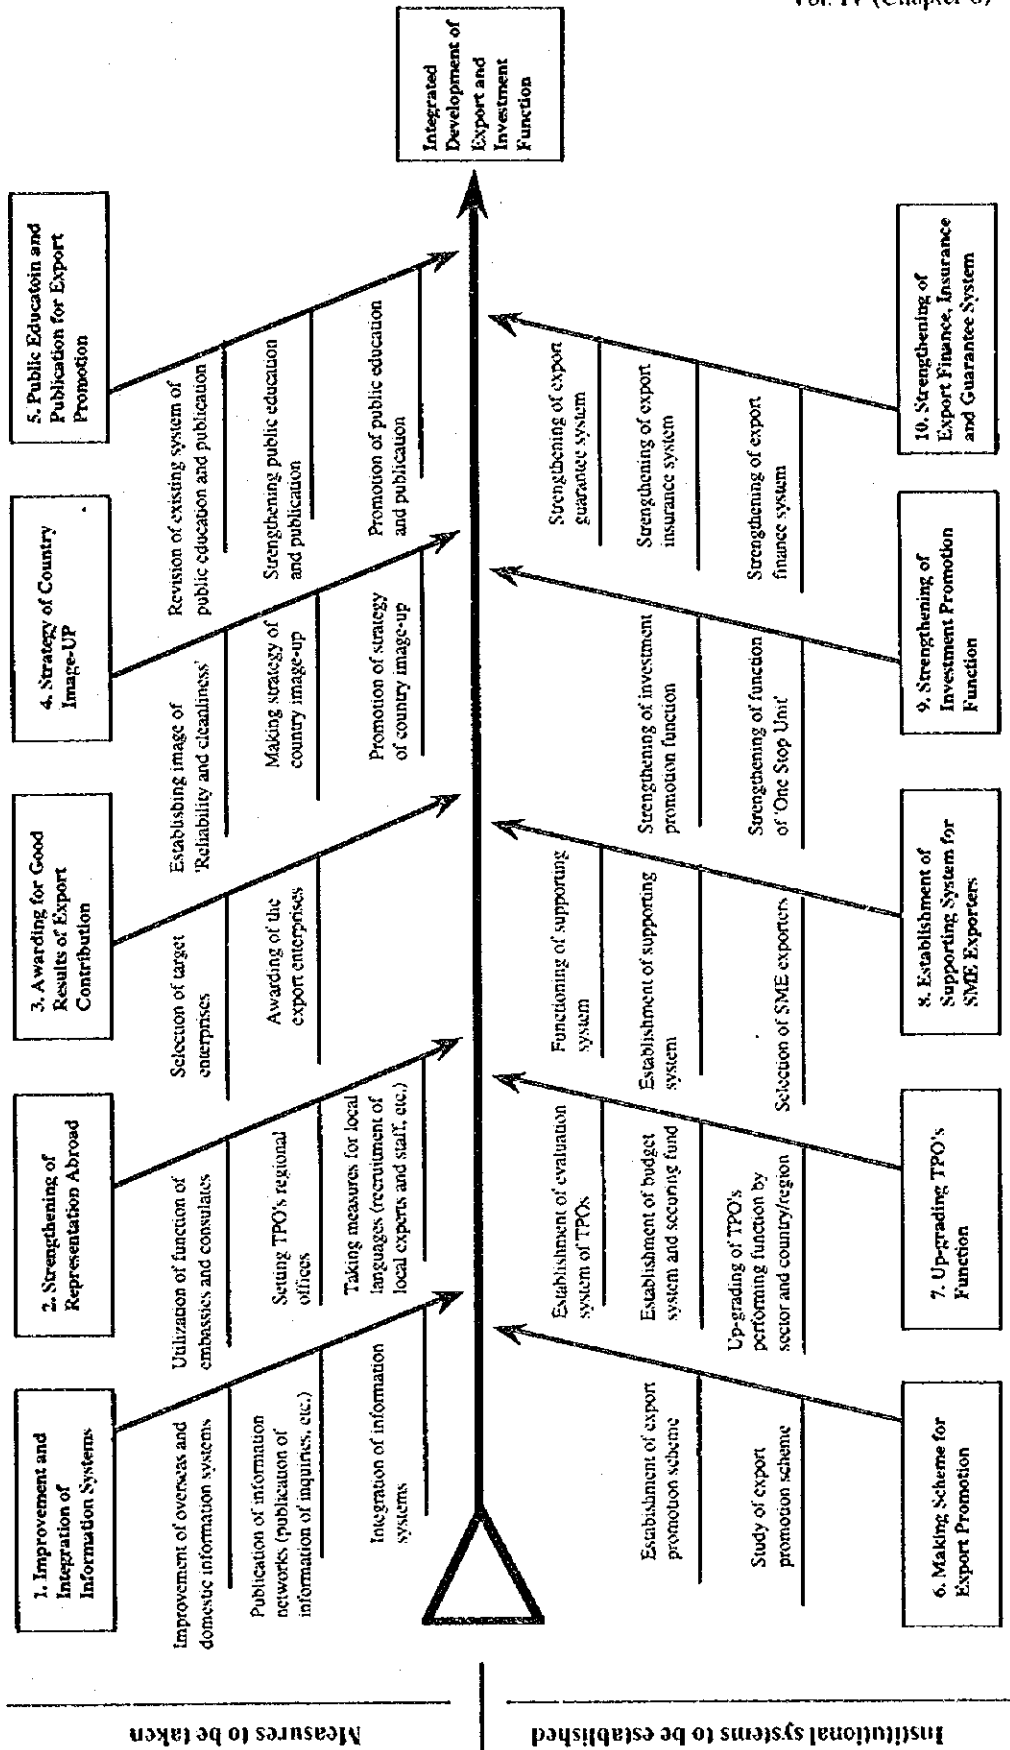 Vol. IV (Chapter 6)
Measures to be taken
1. Improvement and
Integration of
Information Systems
Improvement of overseas and
domestic information systems
Publication of information
networks (publication of
information of inquiries, etc.)
Integration of information
systems
2. Strengthening of
Representation Abroad
Utilization of function of
embassies and consulates
Setting TPO's regional
offices
Taking measures for local
languages (recruitment of
local experts and staff, etc.)
3. Awarding for Good
Results of Export
Contribution
Selection of target
enterprises
Awarding of the
export enterprises
4. Strategy of Country
Image-UP
Establishing image of
'Reliability and cleanliness'
Making strategy of
country image-up
Promotion of strategy
of country image-up
5. Public Educatoin and
Publication for Export
Promotion
Revision of existing system of
public education and publication
Strengthening public education
and publication
Promotion of public education
and publication
Integrated
Development of
Export and
Investment
Function
Institutional systems to be established
Estabishment of export
promotion scheme
Study of export
promotion scheme
6. Making Scheme for
Export Promotion
Establishment of evaluation
system of TPOs
Establishment of budget
system and securing fund
Up-grading of TPO's
performing function by
sector and country/region
7. Up-grading TPO's
Function
Functioning of supporting
system
Establishment of supporting
system
Selection of SME exporters
8. Establishment of
Supporting System for
SME Exporters
Strengthening of investment
promotion function
Strengthening of function
of 'One Stop Unit'
9. Strengthening of
Investment Promotion
Function
Strengthening of export
guarantee system
Strengthening of export
insurance system
Strengthening of export
finance system
10. Strengthening of
Export Finance, Insurance
and Guarantee System